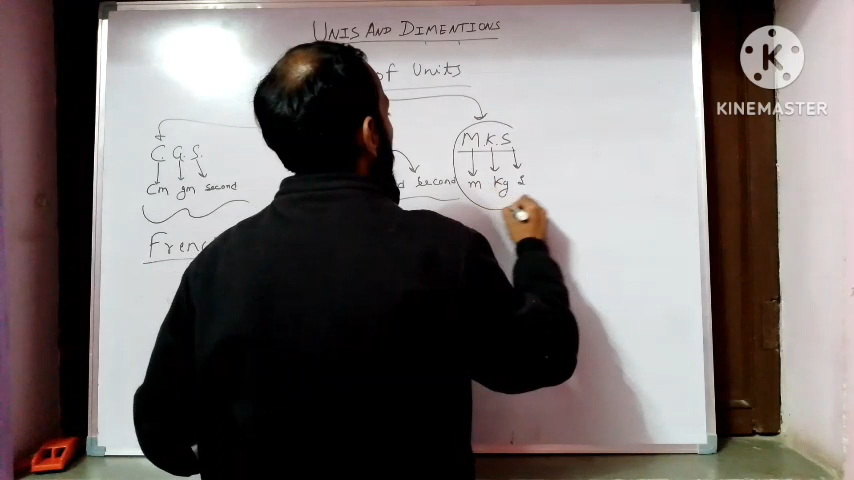 UNIS AND DIMENTIONS
of Units
C. G. S.
Cm gm second
second
M.K.S
m Kg s
K
KINEMASTER